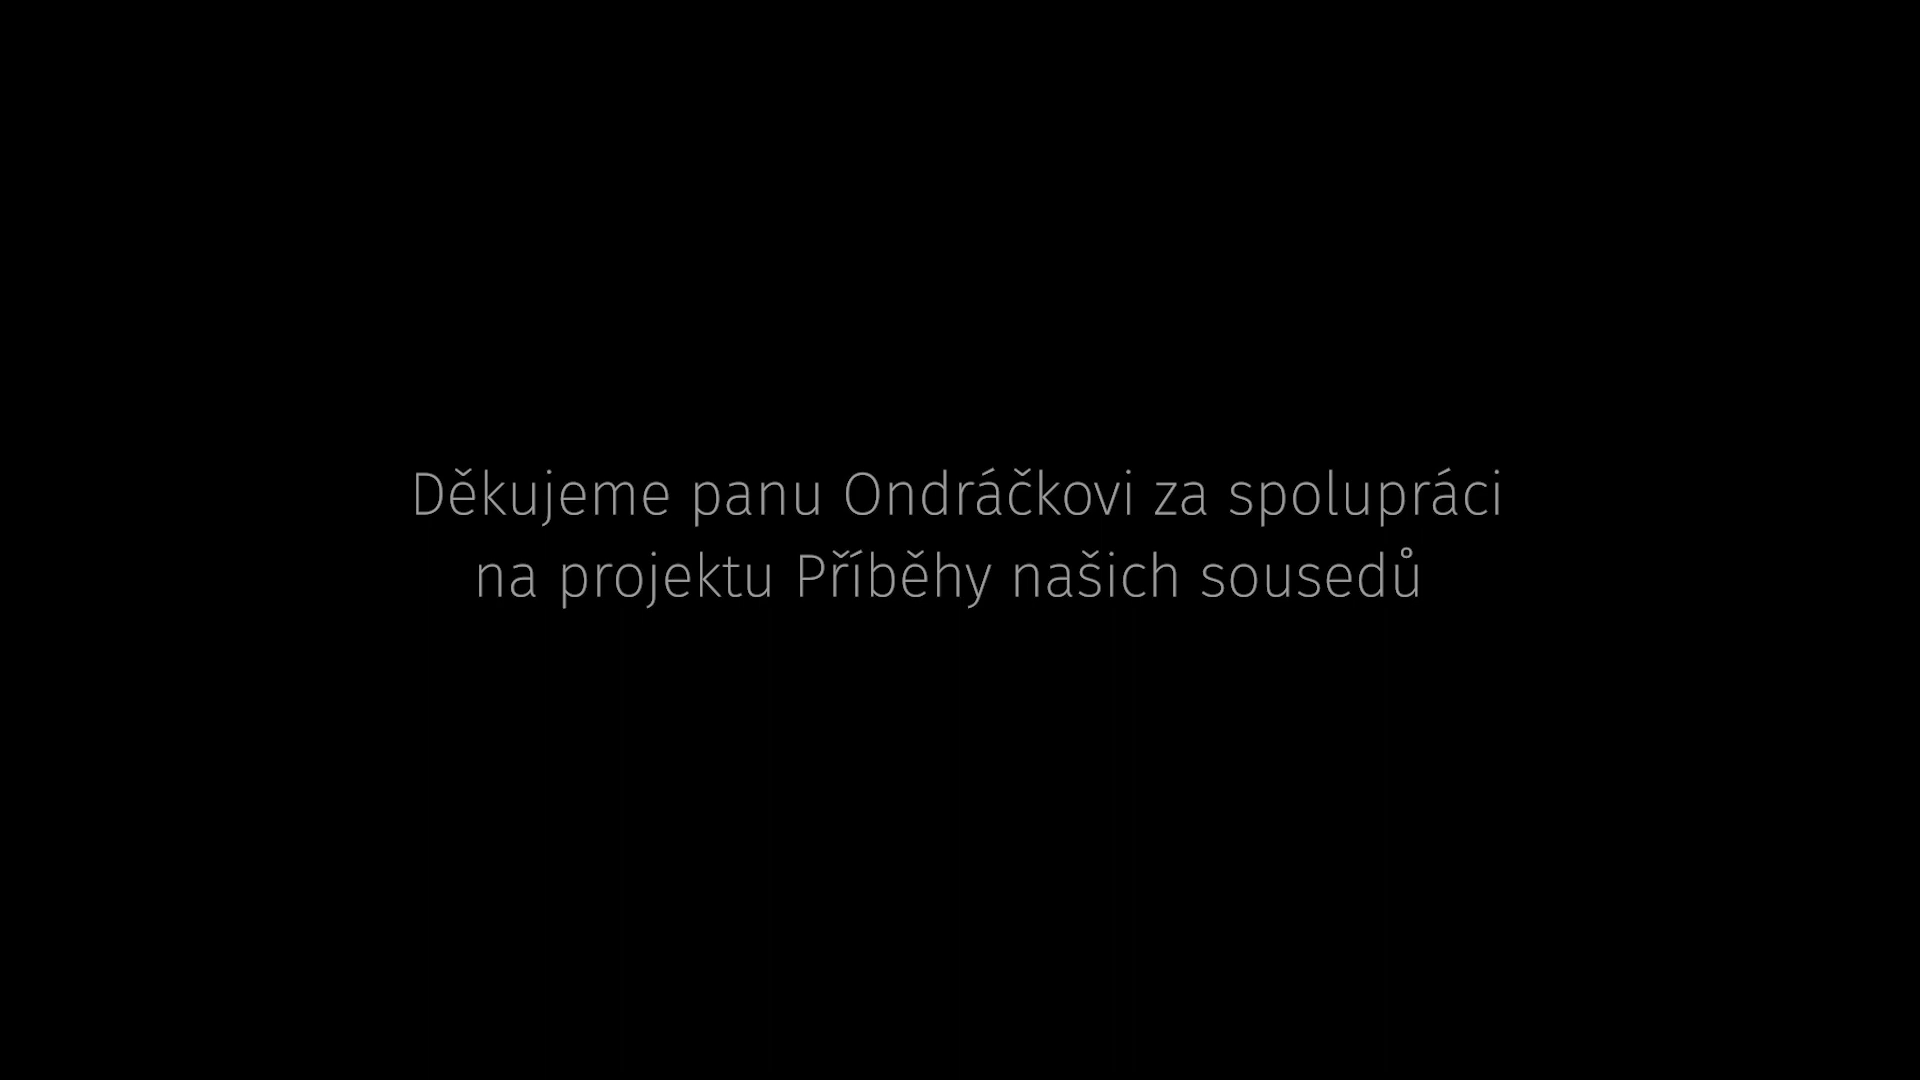 Děkujeme panu Ondráčkovi za spolupráci
na projektu Příběhy našich sousedů